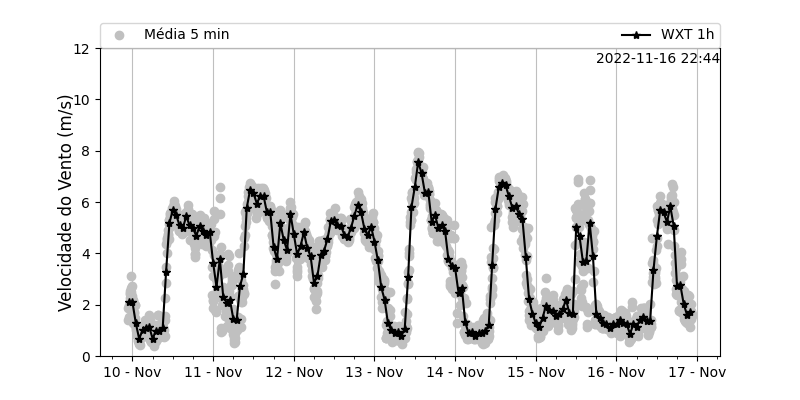 Média 5 min
WXT 1h
2022-11-16 22:44
Velocidade do Vento (m/s)
12
10
8
6
4
2
0
10 - Nov
11 - Nov
12 - Nov
13 - Nov
14 - Nov
15 - Nov
16 - Nov
17 - Nov